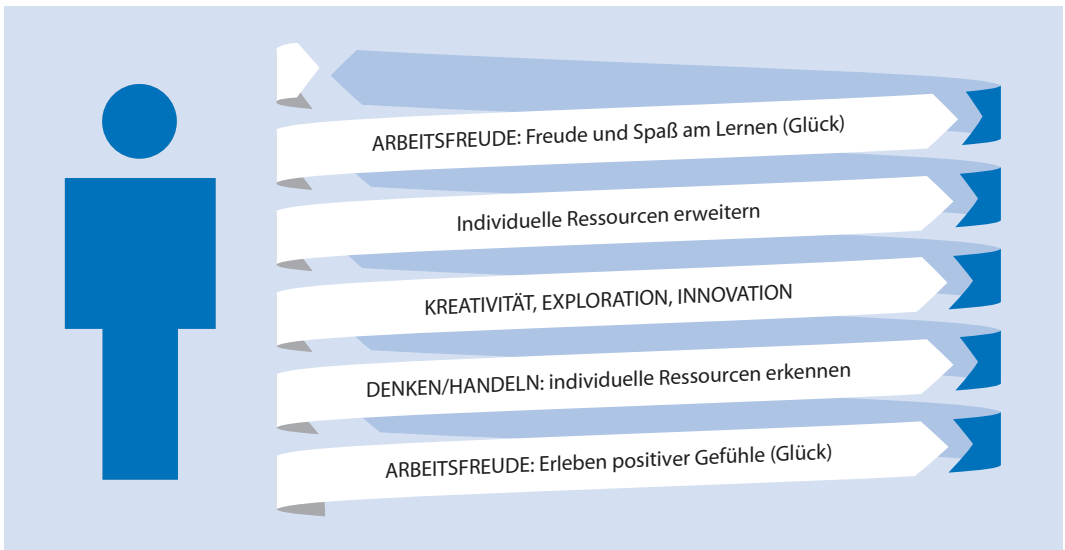 ARBEITSFREUDE: Freude und Spaß am Lernen (Glück)
Individuelle Ressourcen erweitern
KREATIVITÄT, EXPLORATION, INNOVATION
DENKEN/HANDELN: individuelle Ressourcen erkennen
ARBEITSFREUDE: Erleben positiver Gefühle (Glück)